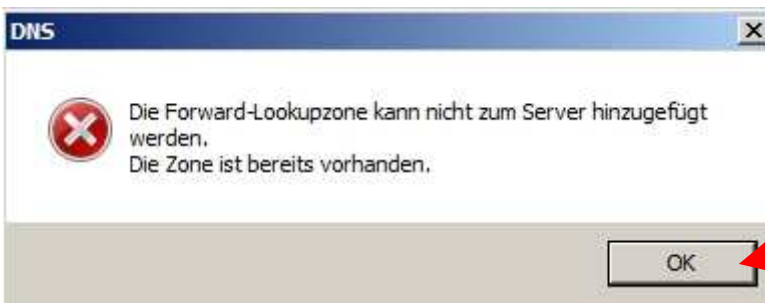 DNS
Die Forward-Lookupzone kann nicht zum Server hinzugefügt
werden.
Die Zone ist bereits vorhanden.
OK